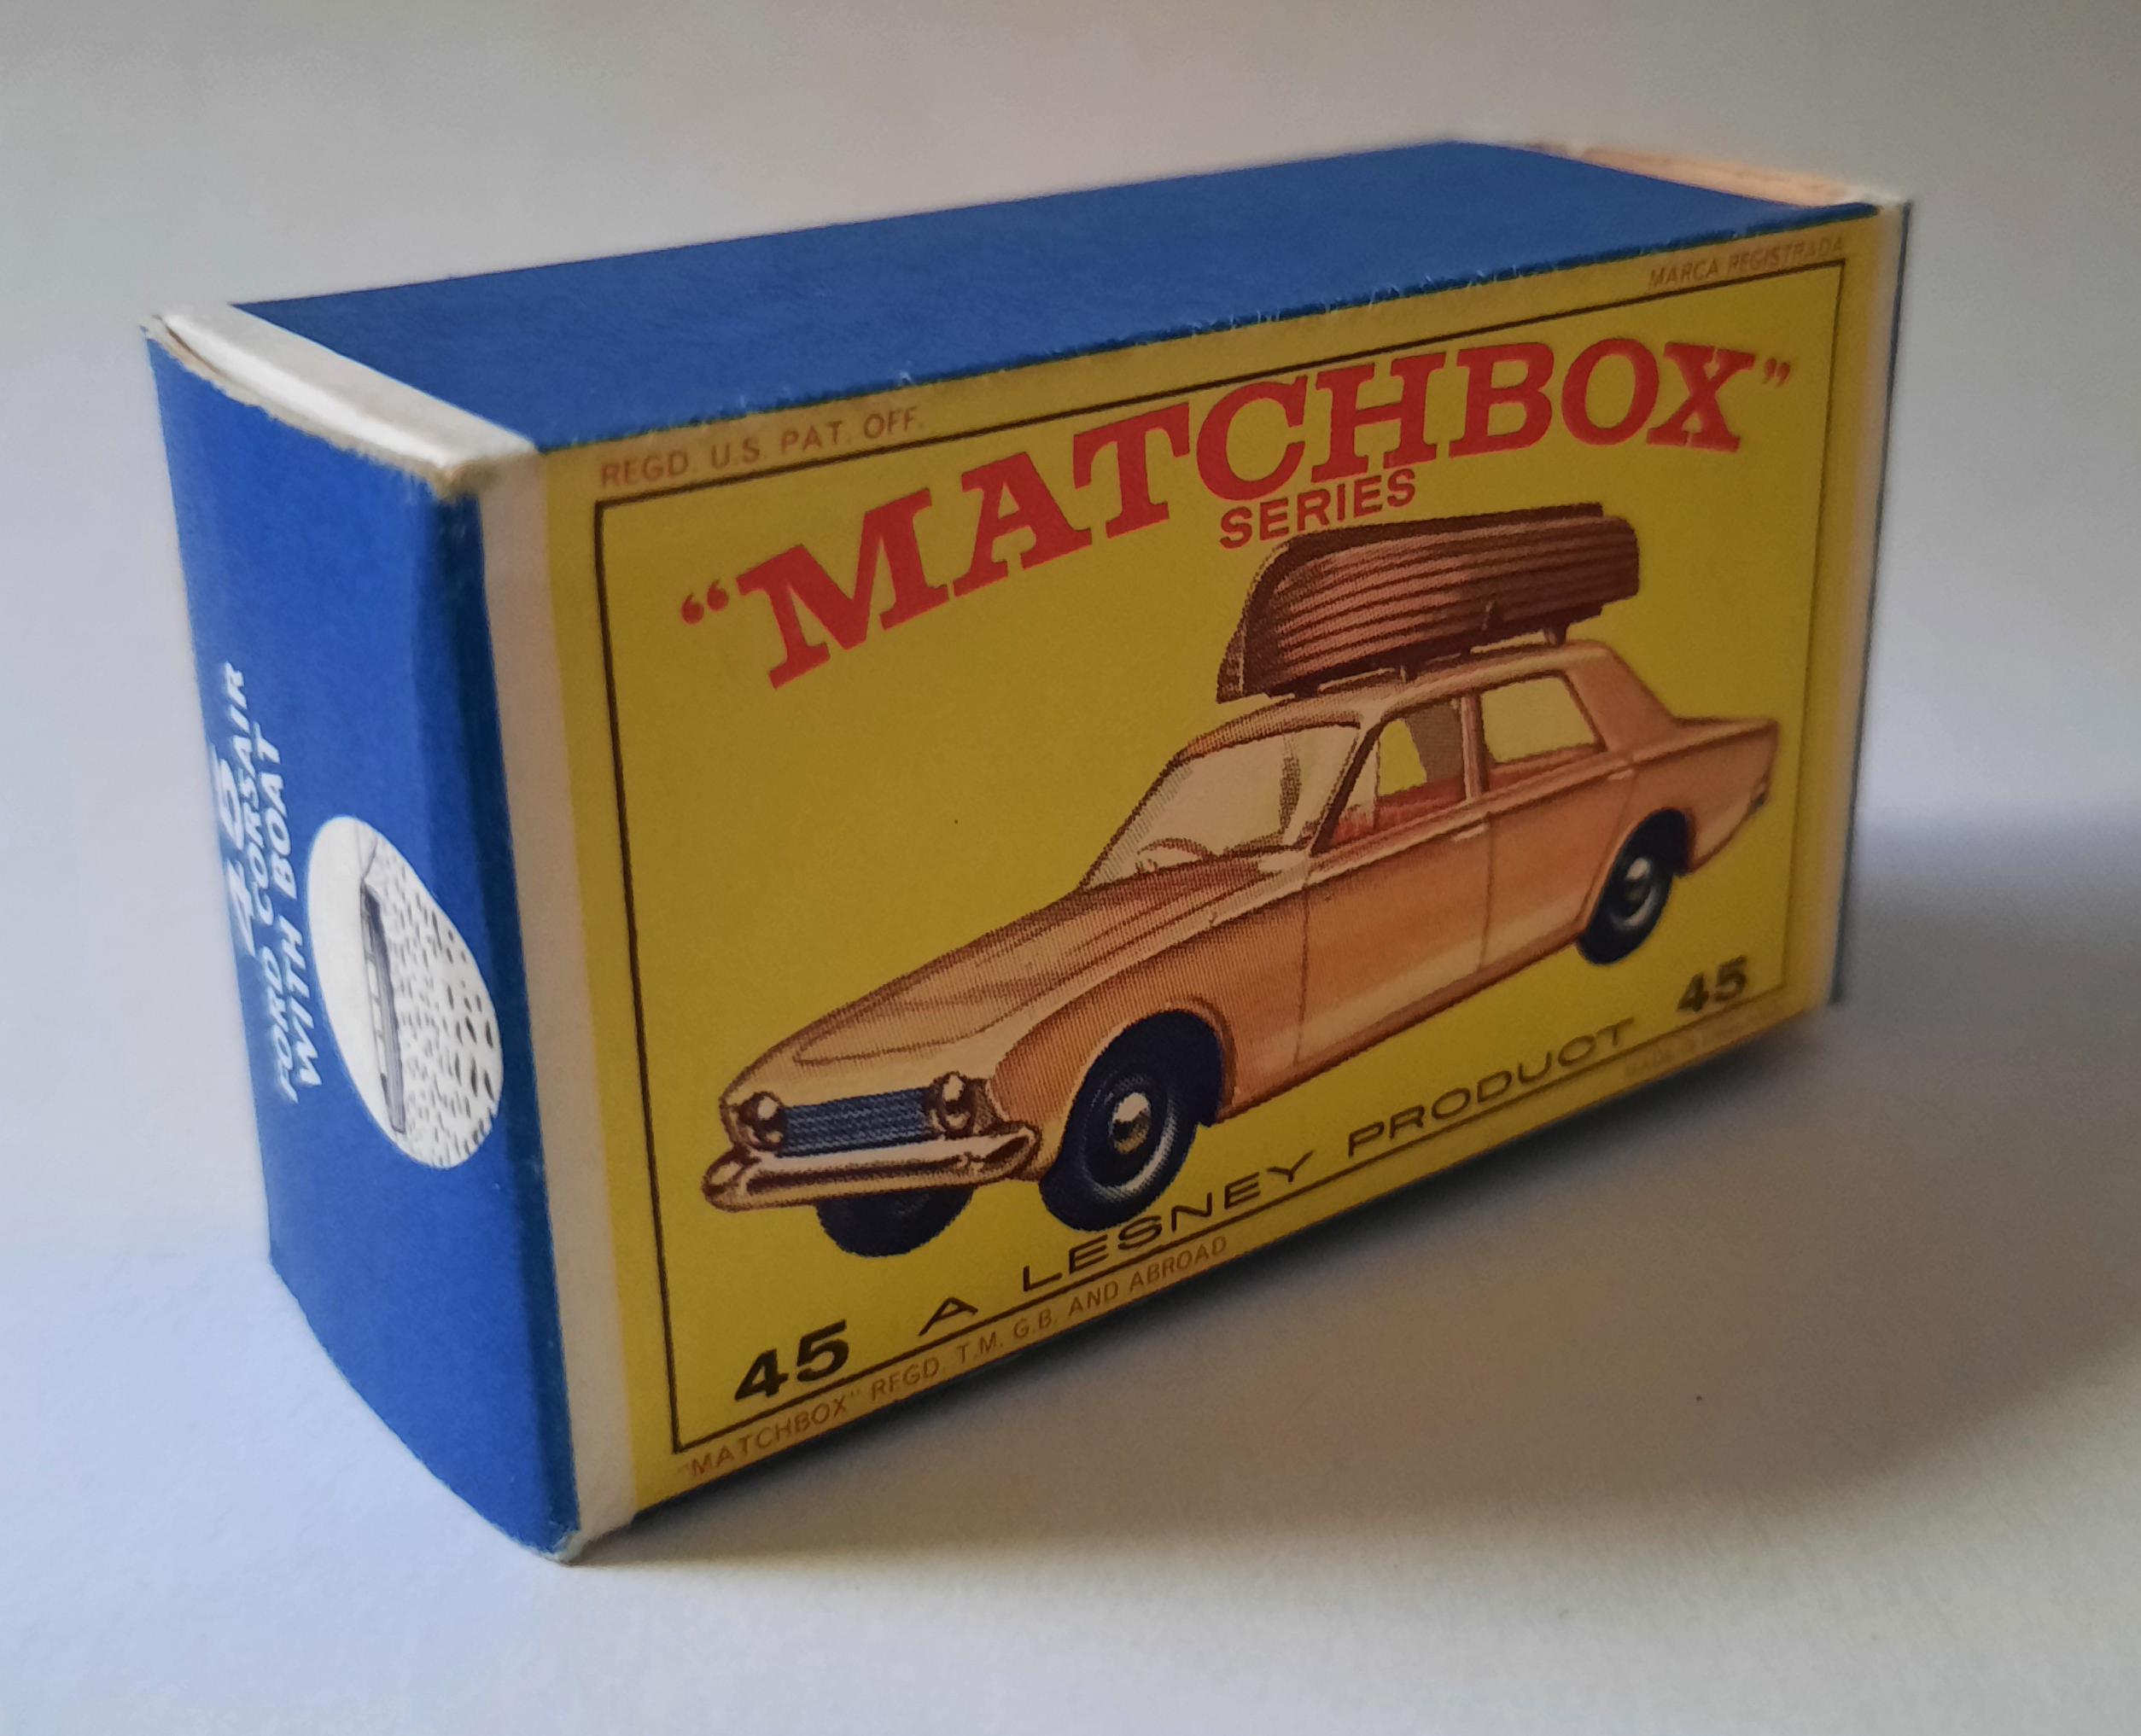 REGD. U.S. PAT. OFF.
MARCA REGISTRADA
"MATCHBOX"
SERIES
45 A LESNEY PRODUCT 45
"MATCHBOX" REGD. T.M. G.B. AND ABROAD
45
FORD CORSAIR
WITH BOAT